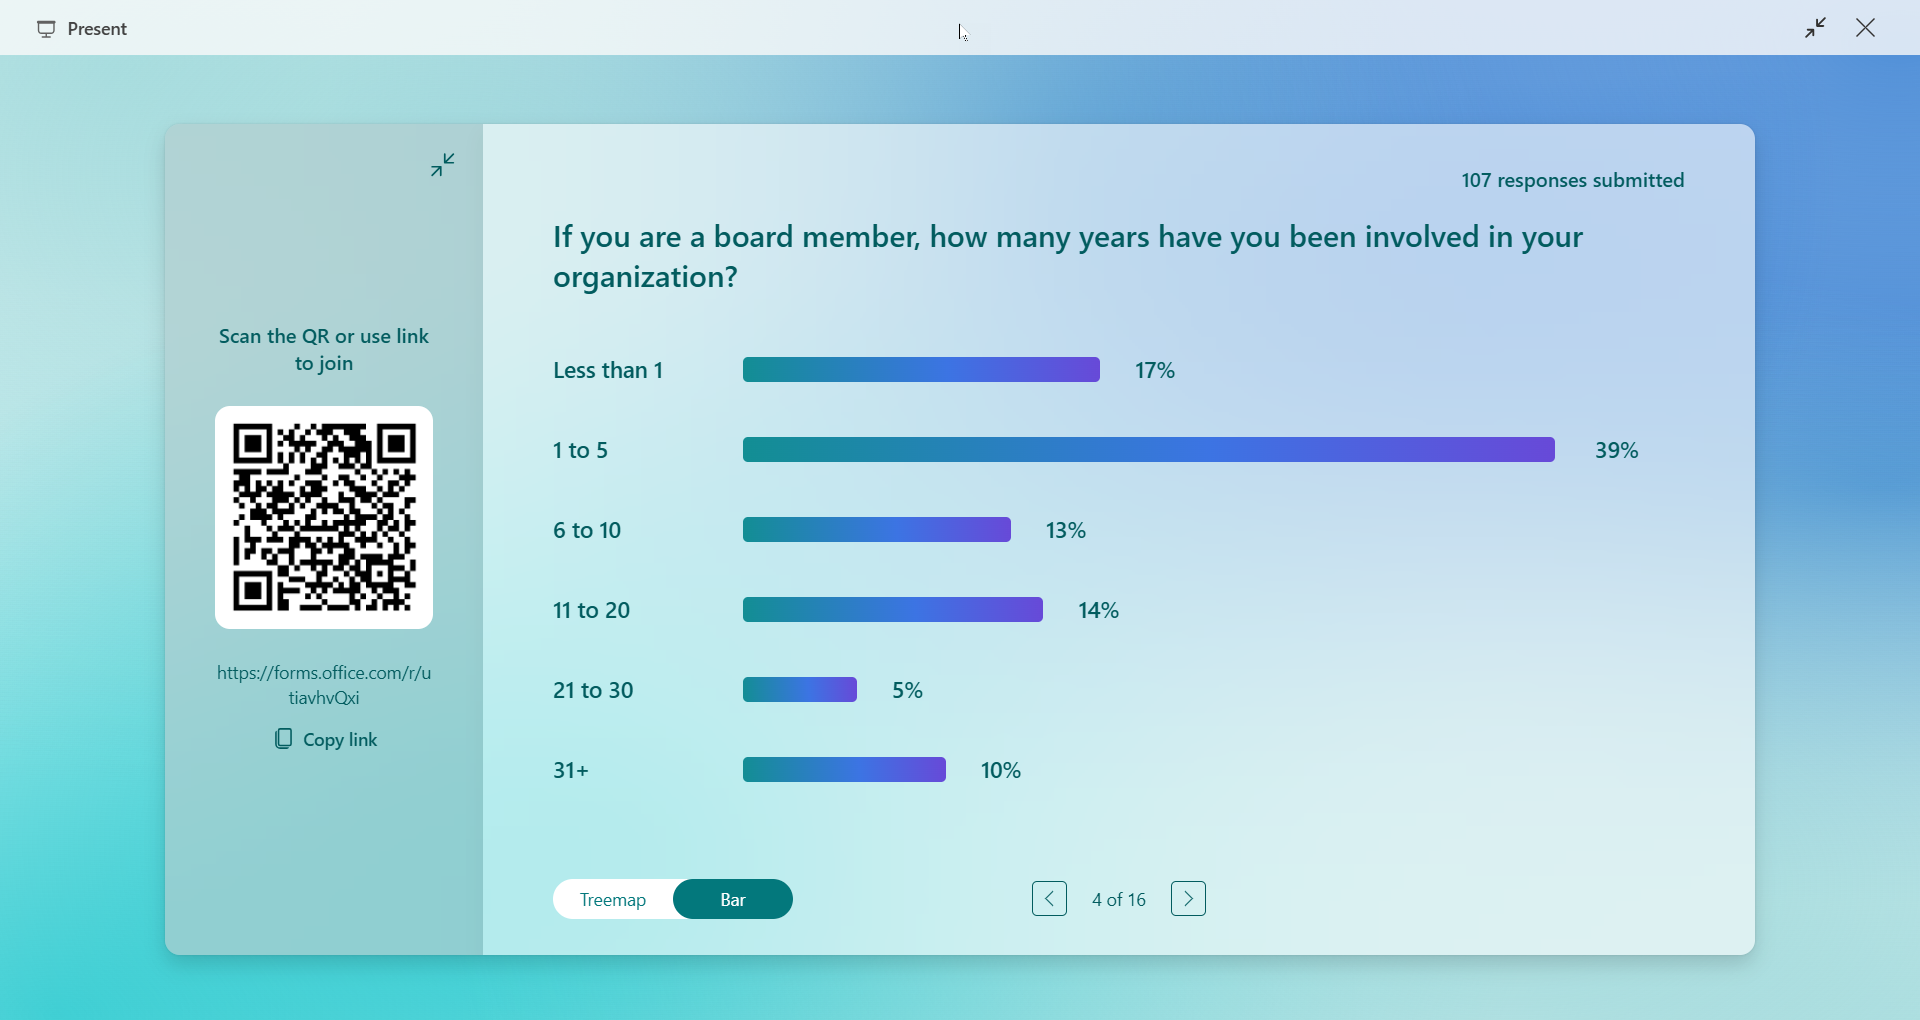 Present
107 responses submitted
If you are a board member, how many years have you been involved in your
organization?
Scan the QR or use link
to join
https://forms.office.com/r/u
tiavhvQxi
Copy link
Less than 1 17%
1 to 5 39%
6 to 10 13%
11 to 20 14%
21 to 30 5%
31+ 10%
Treemap Bar 4 of 16